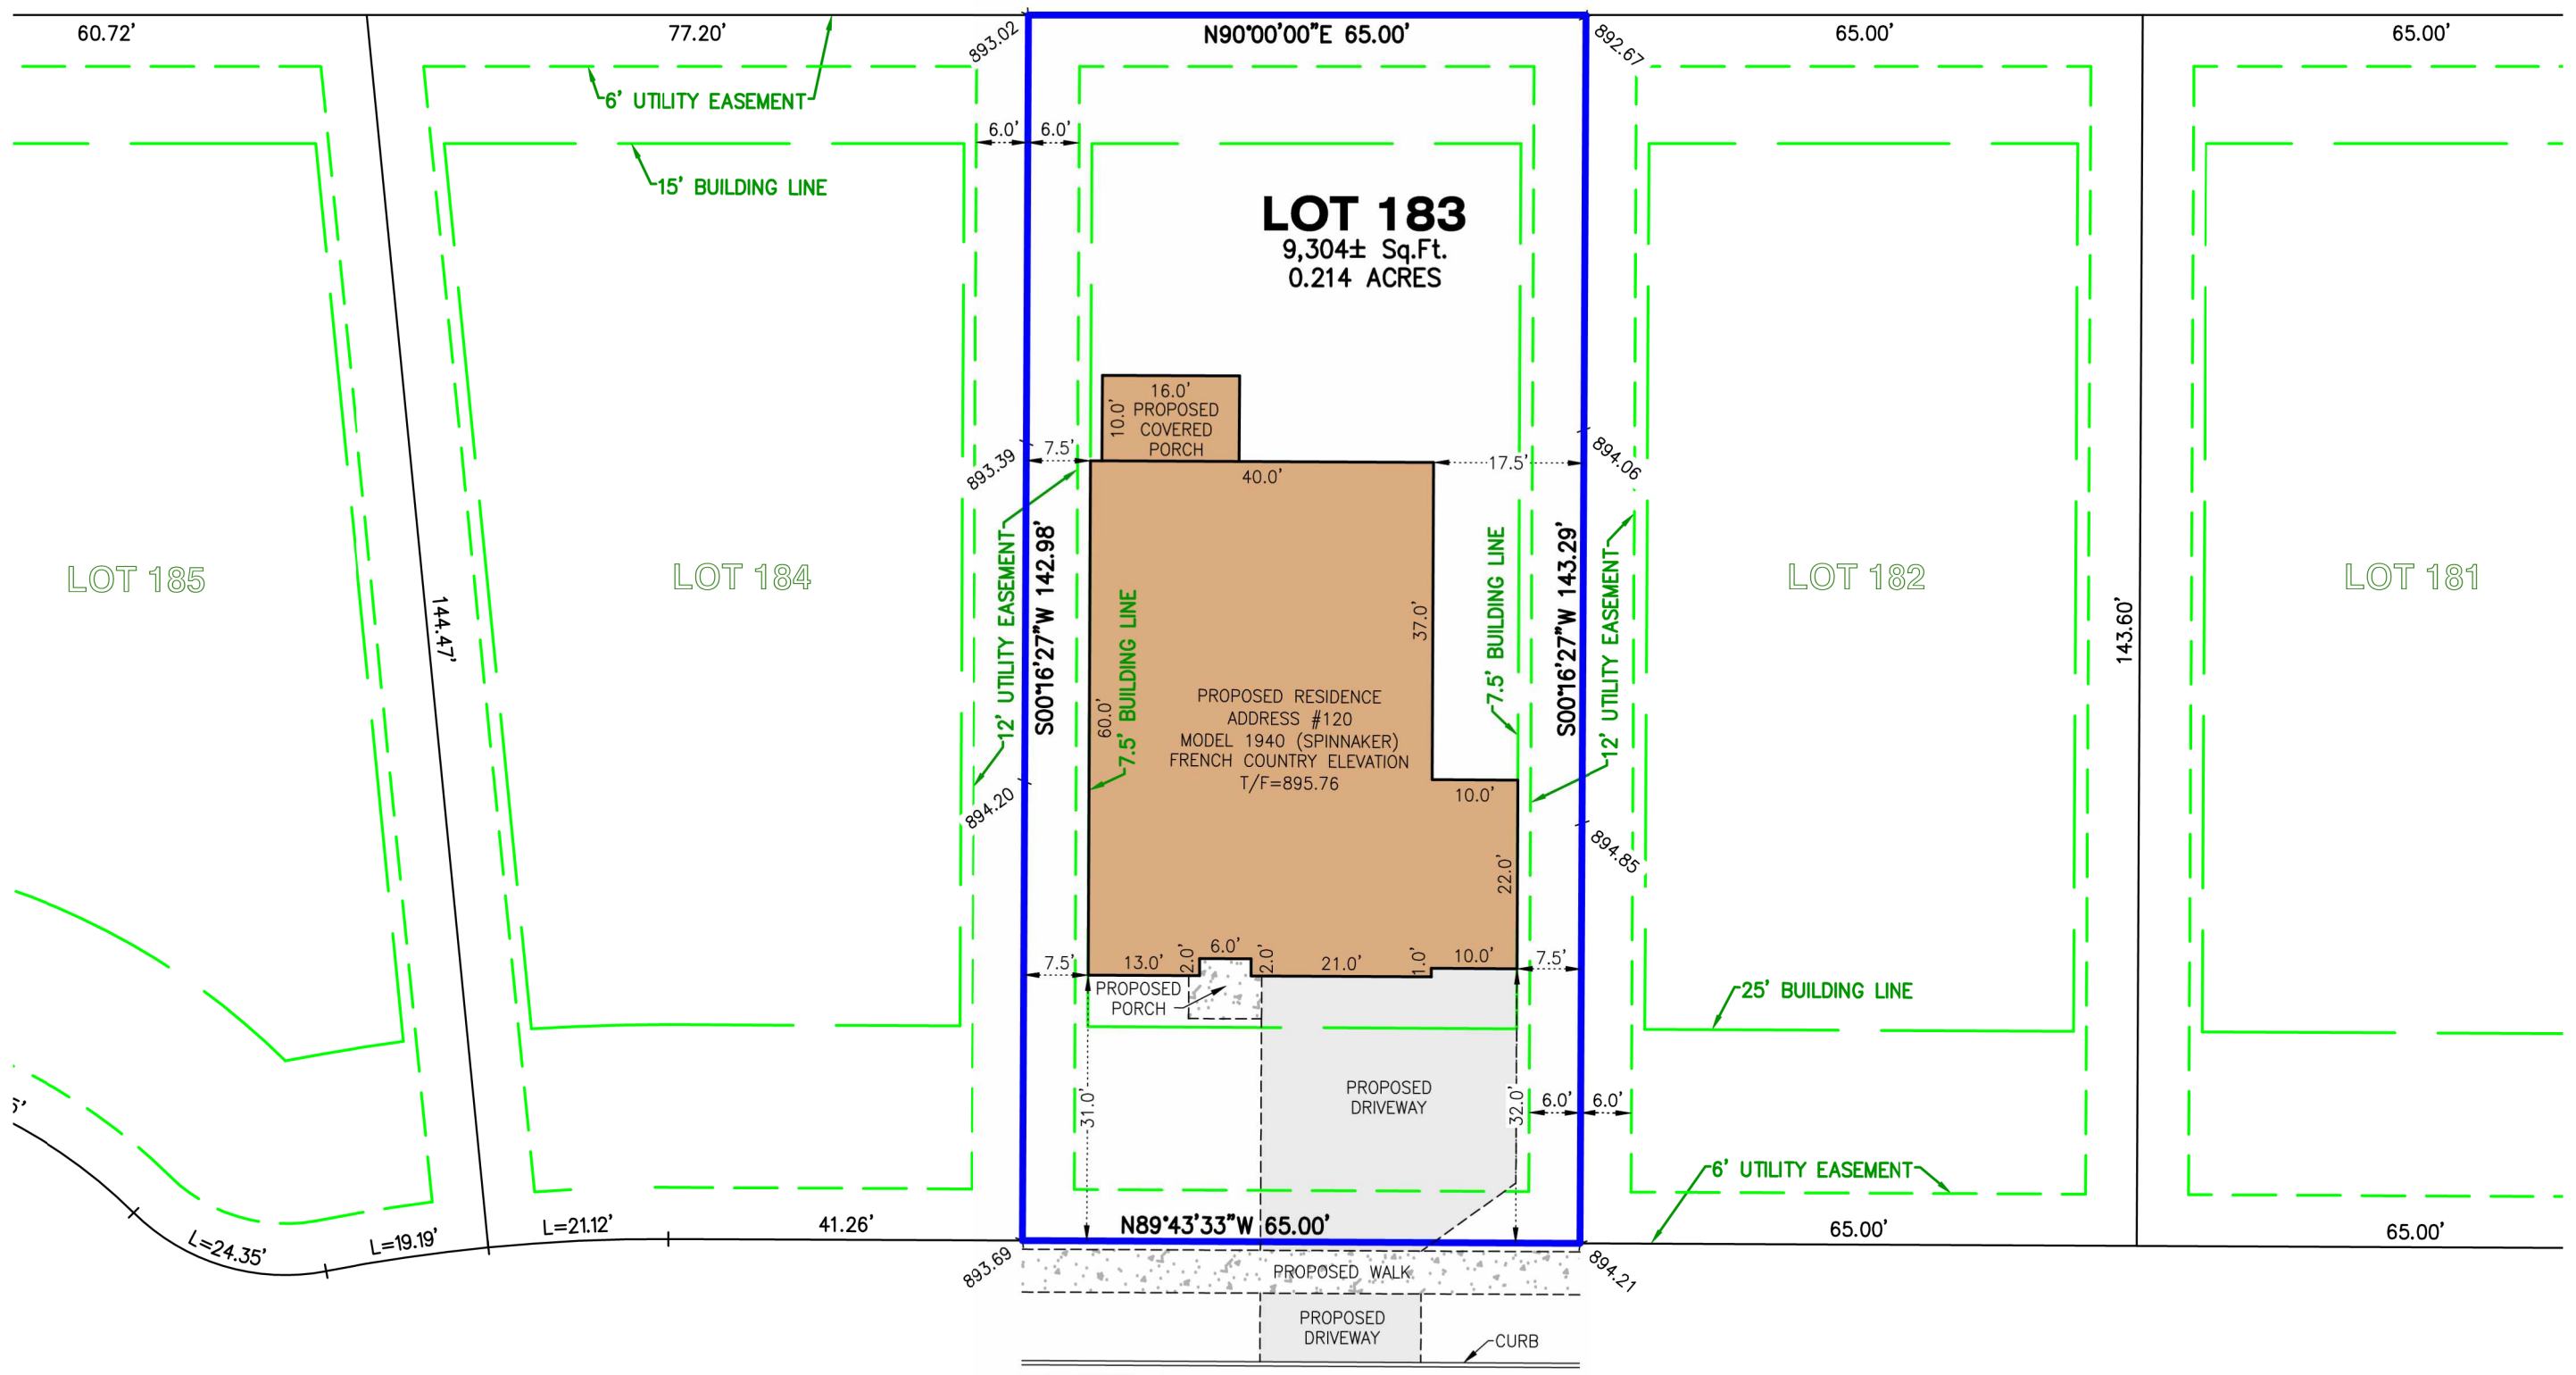 60.72'
77.20'
893.02
N90°00'00"E 65.00'
892.67
65.00'
65.00'
6' UTILITY EASEMENT
6.0'
6.0'
15' BUILDING LINE
LOT 183
9,304± Sq.Ft.
0.214 ACRES
16.0'
10.0'
PROPOSED
COVERED
PORCH
7.5'
893.39
40.0'
17.5'
894.06
12' UTILITY EASEMENT
S00°16'27"W 142.98'
7.5' BUILDING LINE
60.0'
37.0'
7.5' BUILDING LINE
S00°16'27"W 143.29'
12' UTILITY EASEMENT
LOT 185
144.47'
LOT 184
LOT 182
143.60'
LOT 181
PROPOSED RESIDENCE
ADDRESS #120
MODEL 1940 (SPINNAKER)
FRENCH COUNTRY ELEVATION
T/F=895.76
894.20
10.0'
894.85
22.0'
7.5'
13.0'
2.0'
6.0'
2.0'
21.0'
1.0'
10.0'
7.5'
PROPOSED
PORCH
25' BUILDING LINE
5'
31.0'
PROPOSED
DRIVEWAY
32.0'
6.0'
6.0'
6' UTILITY EASEMENT
L=24.35'
L=19.19'
L=21.12'
41.26'
N89°43'33"W 65.00'
65.00'
65.00'
893.69
PROPOSED WALK
894.21
PROPOSED
DRIVEWAY
CURB